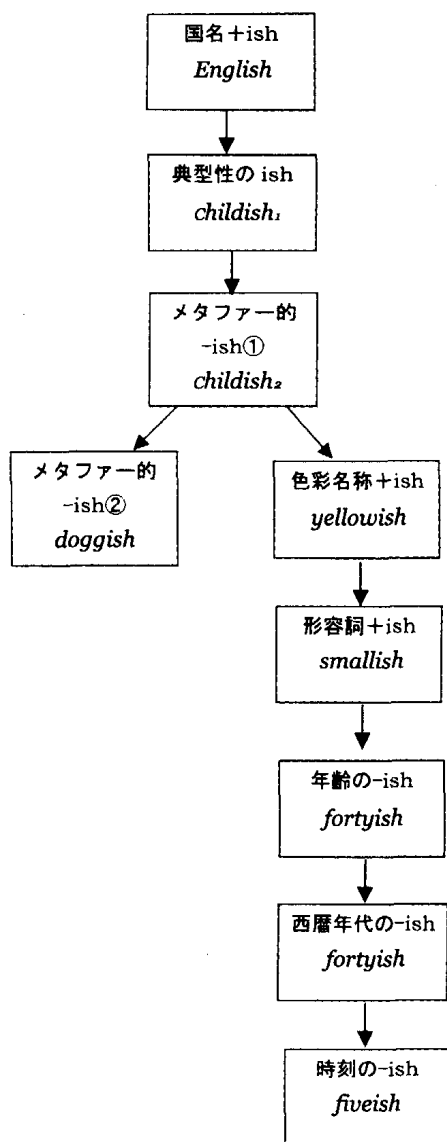 国名＋ish
English
典型性の ish
childish₁
メタファー的
-ish①
childish₂
メタファー的
-ish②
doggish
色彩名称＋ish
yellowish
形容詞＋ish
smallish
年齢の-ish
fortyish
西暦年代の-ish
fortyish
時刻の-ish
fiveish